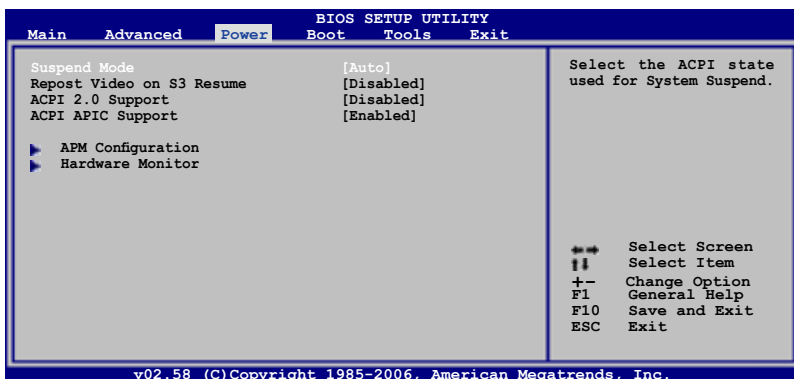 BIOS SETUP UTILITY
Main Advanced Power Boot Tools Exit
Suspend Mode [Auto]
Repost Video on S3 Resume [Disabled]
ACPI 2.0 Support [Disabled]
ACPI APIC Support [Enabled]
APM Configuration
Hardware Monitor
Select the ACPI state
used for System Suspend.
Select Screen
Select Item
+- Change Option
F1 General Help
F10 Save and Exit
ESC Exit
v02.58 (C)Copyright 1985-2006, American Megatrends, Inc.